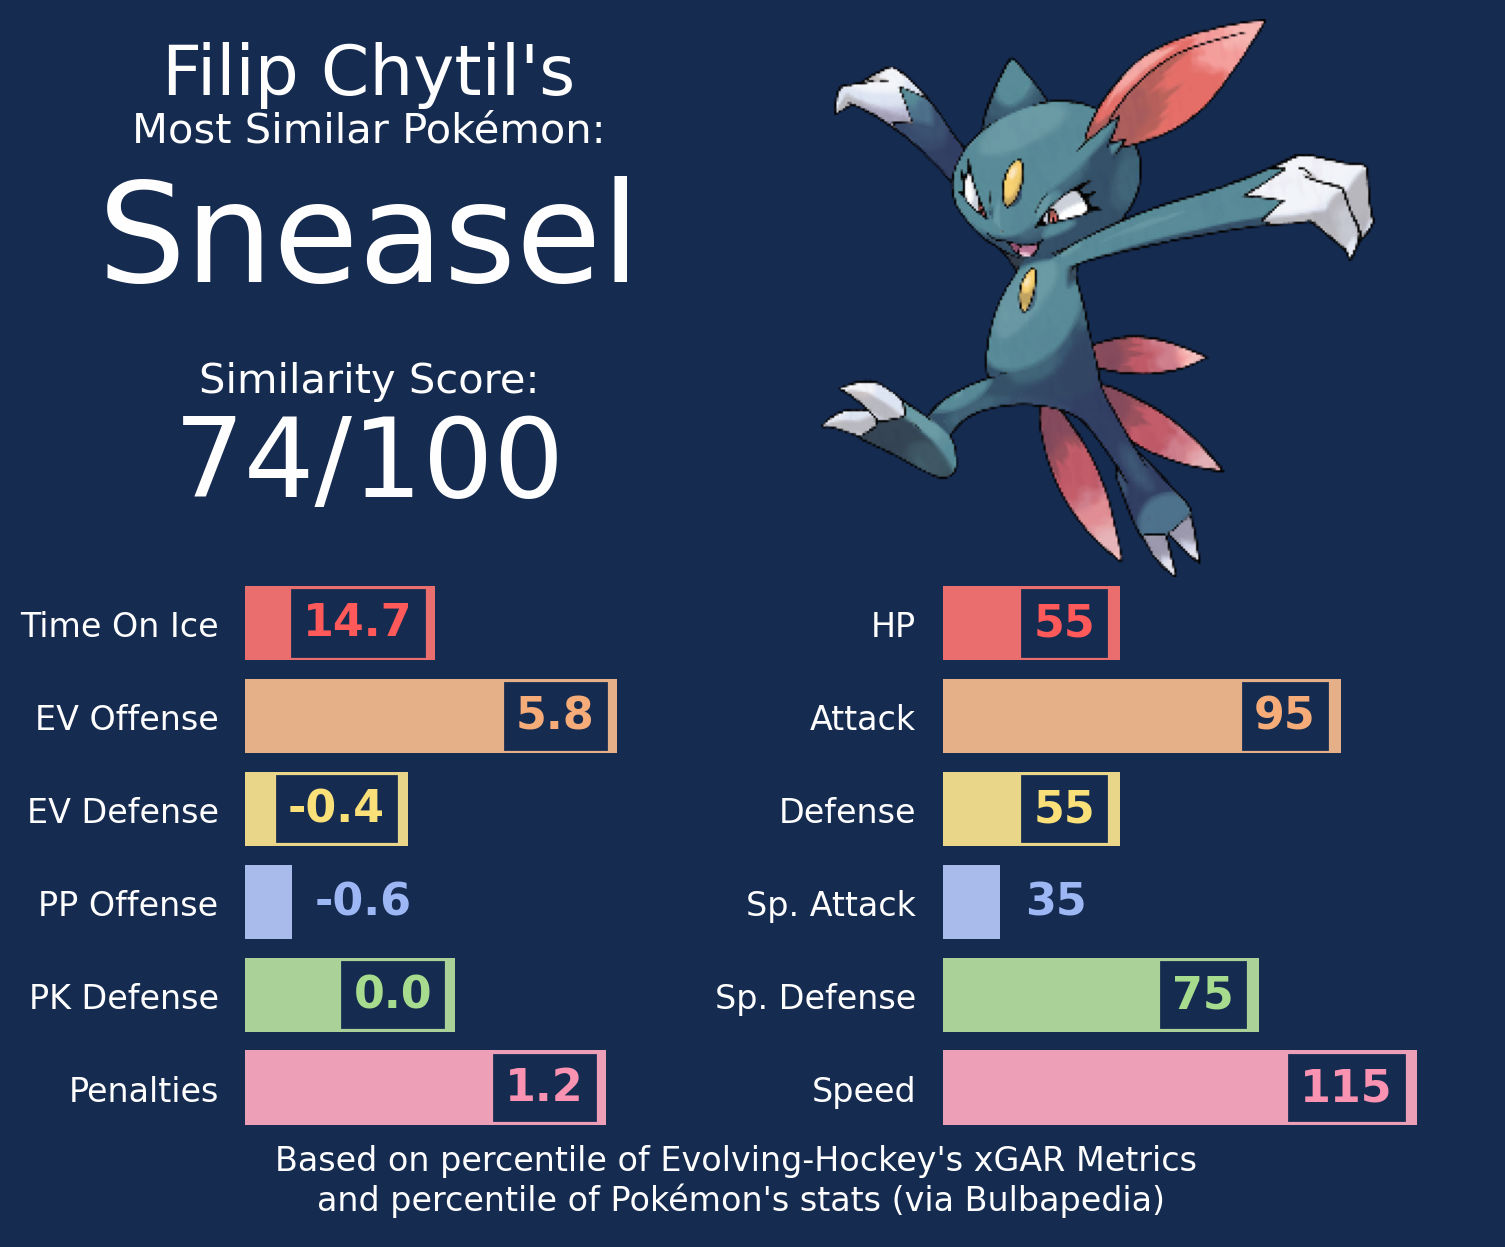 Filip Chytil's
Most Similar Pokémon:
Sneasel
Similarity Score:
74/100
Time On Ice 14.7
EV Offense 5.8
EV Defense -0.4
PP Offense -0.6
PK Defense 0.0
Penalties 1.2
HP 55
Attack 95
Defense 55
Sp. Attack 35
Sp. Defense 75
Speed 115
Based on percentile of Evolving-Hockey's xGAR Metrics
and percentile of Pokémon's stats (via Bulbapedia)